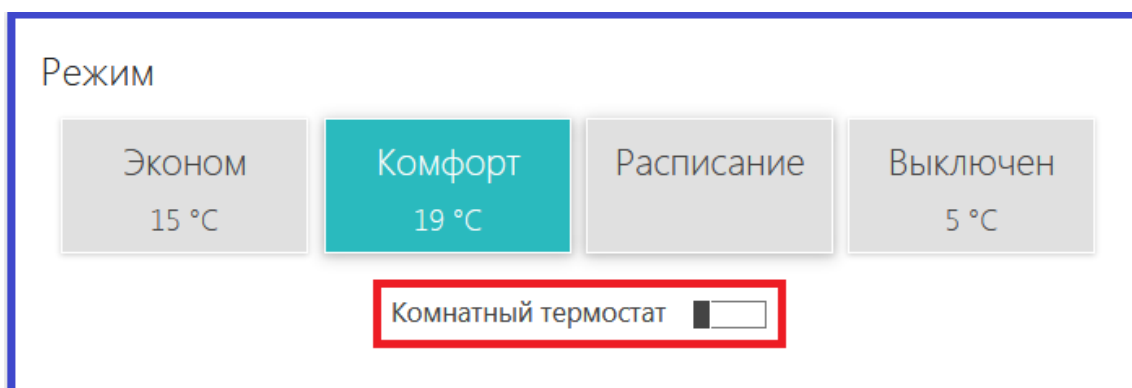 Режим
Эконом
15 °C
Комфорт
19 °C
Расписание
Выключен
5 °C
Комнатный термостат